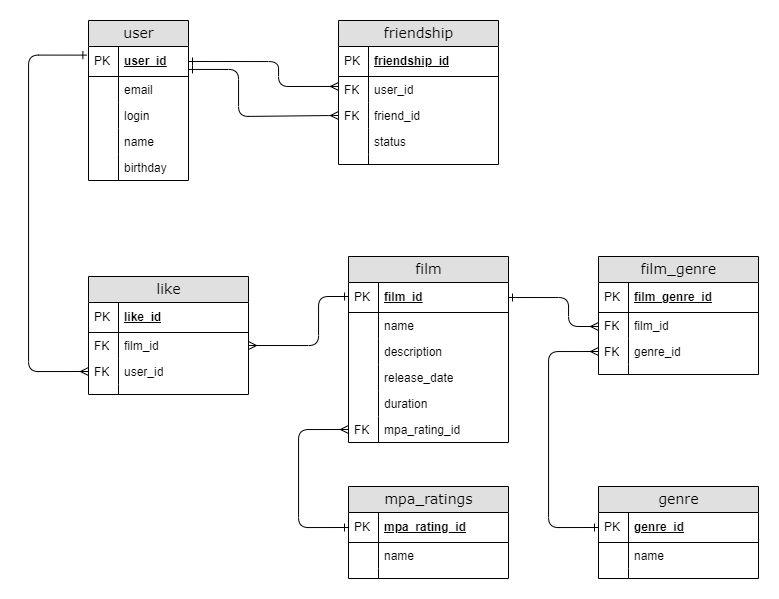 user
PK user_id
email
login
name
birthday
friendship
PK friendship_id
FK user_id
FK friend_id
status
like
PK like_id
FK film_id
FK user_id
film
PK film_id
name
description
release_date
duration
FK mpa_rating_id
film_genre
PK film_genre_id
FK film_id
FK genre_id
mpa_ratings
PK mpa_rating_id
name
genre
PK genre_id
name